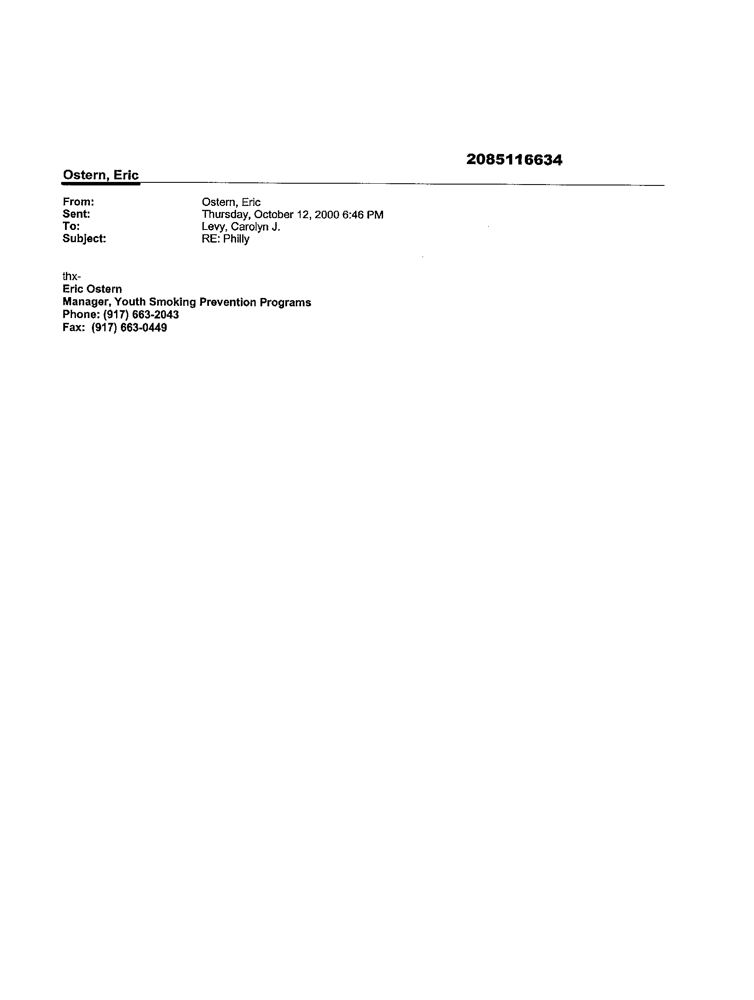 2085116634
Ostern, Eric
From: Ostern, Eric
Sent: Thursday, October 12, 2000 6:46 PM
To: Levy, Carolyn J.
Subject: RE: Philly
thx-
Eric Ostern
Manager, Youth Smoking Prevention Programs
Phone: (917) 663-2043
Fax: (917) 663-0449